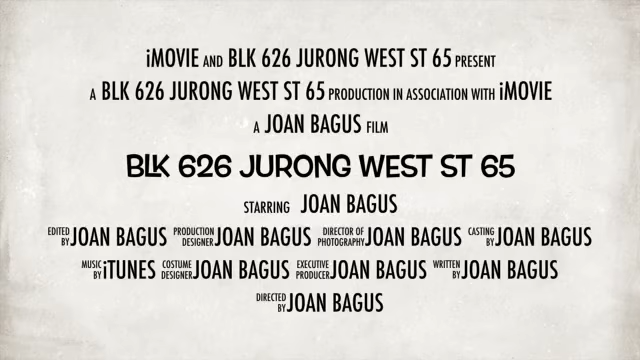 iMOVIE AND BLK 626 JURONG WEST ST 65 PRESENT
A BLK 626 JURONG WEST ST 65 PRODUCTION IN ASSOCIATION WITH iMOVIE
A JOAN BAGUS FILM
BLK 626 JURONG WEST ST 65
STARRING JOAN BAGUS
EDITED BY JOAN BAGUS PRODUCTION DESIGNER JOAN BAGUS DIRECTOR OF PHOTOGRAPHY JOAN BAGUS CASTING BY JOAN BAGUS
MUSIC BY iTUNES COSTUME DESIGNER JOAN BAGUS EXECUTIVE PRODUCER JOAN BAGUS WRITTEN BY JOAN BAGUS
DIRECTED BY JOAN BAGUS